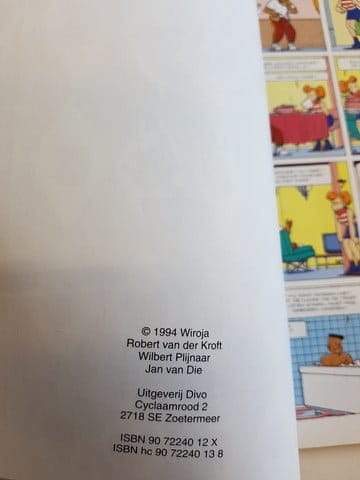 © 1994 Wiroja
Robert van der Kroft
Wilbert Plijnaar
Jan van Die
Uitgeverij Divo
Cyclaamrood 2
2718 SE Zoetermeer
ISBN 90 72240 12 X
ISBN hc 90 72240 13 8